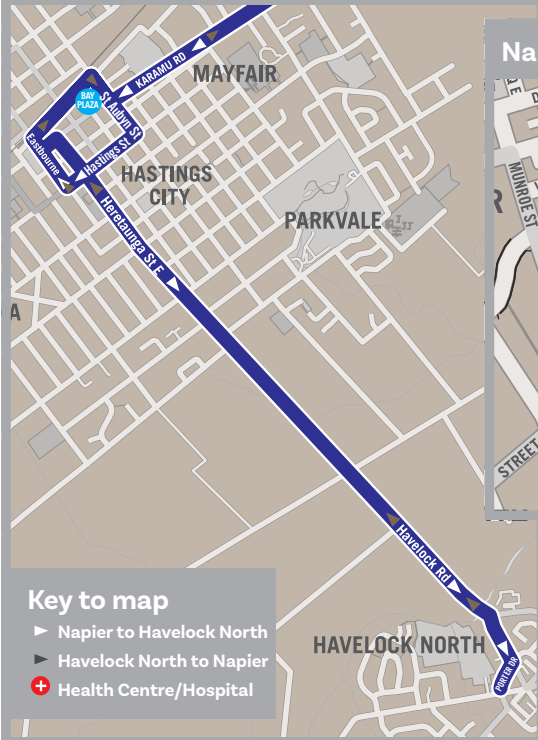 KARAMU RD
MAYFAIR
Na
BAY
PLAZA
St Aubyn St
Eastbourne
Hastings St
HASTINGS
CITY
MUNROE ST
R
Heretaunga St E
PARKVALE
A
STREET
Havelock Rd
HAVELOCK NORTH
PORTER DR
Key to map
Napier to Havelock North
Havelock North to Napier
Health Centre/Hospital